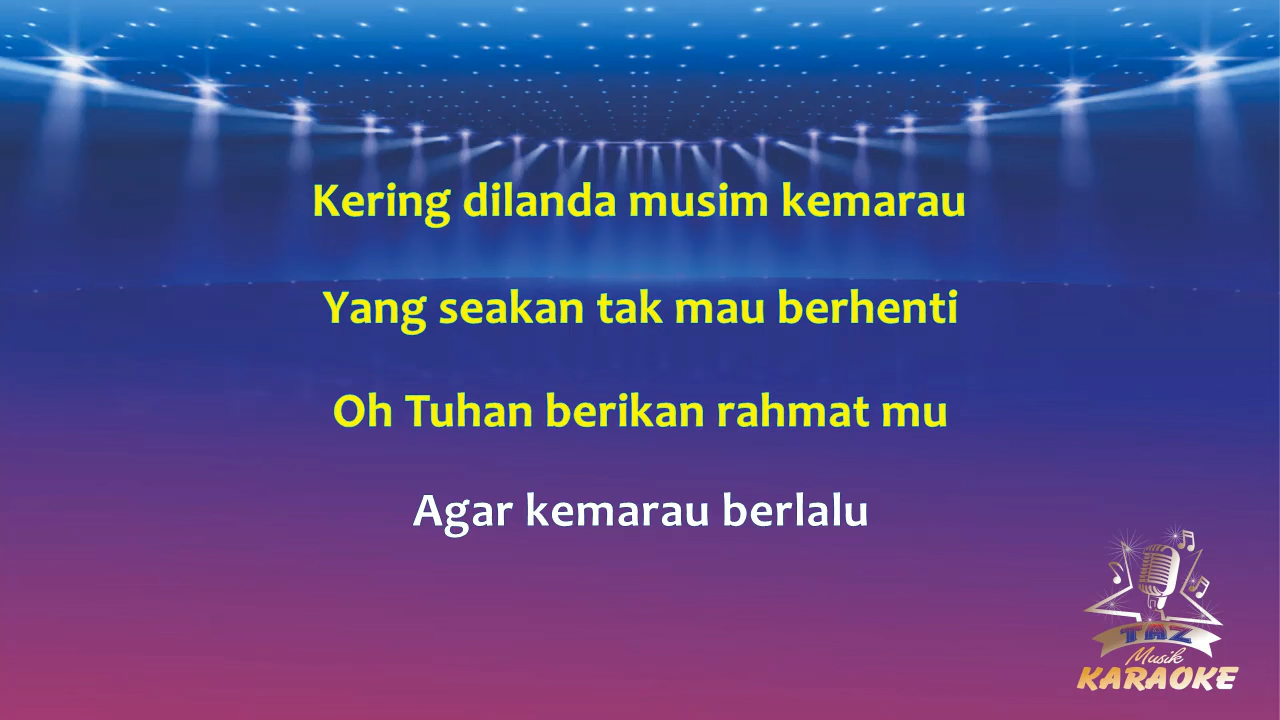 Kering dilanda musim kemarau
Yang seakan tak mau berhenti
Oh Tuhan berikan rahmat mu
Agar kemarau berlalu
TAZ
Musik
KARAOKE